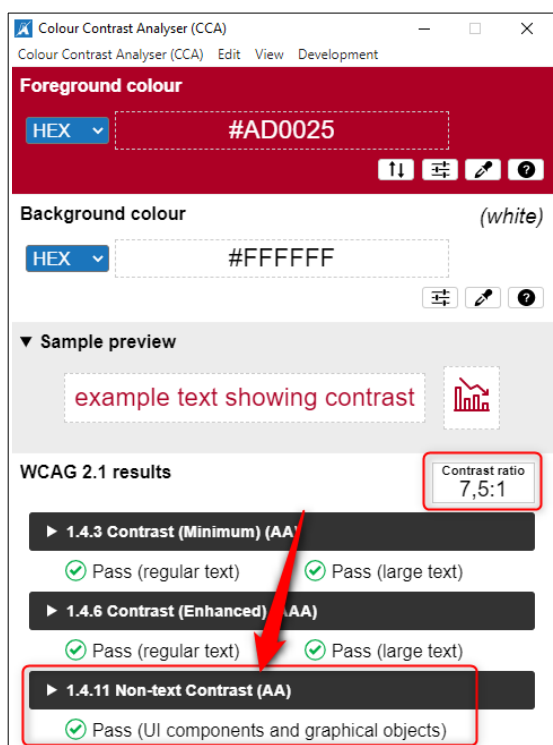 Colour Contrast Analyser (CCA)
Colour Contrast Analyser (CCA) Edit View Development
Foreground colour
HEX #AD0025
Background colour (white)
HEX #FFFFFF
▼ Sample preview
example text showing contrast
WCAG 2.1 results
Contrast ratio
7,5:1
▶ 1.4.3 Contrast (Minimum) (AA)
Pass (regular text) Pass (large text)
▶ 1.4.6 Contrast (Enhanced) (AAA)
Pass (regular text) Pass (large text)
▶ 1.4.11 Non-text Contrast (AA)
Pass (UI components and graphical objects)